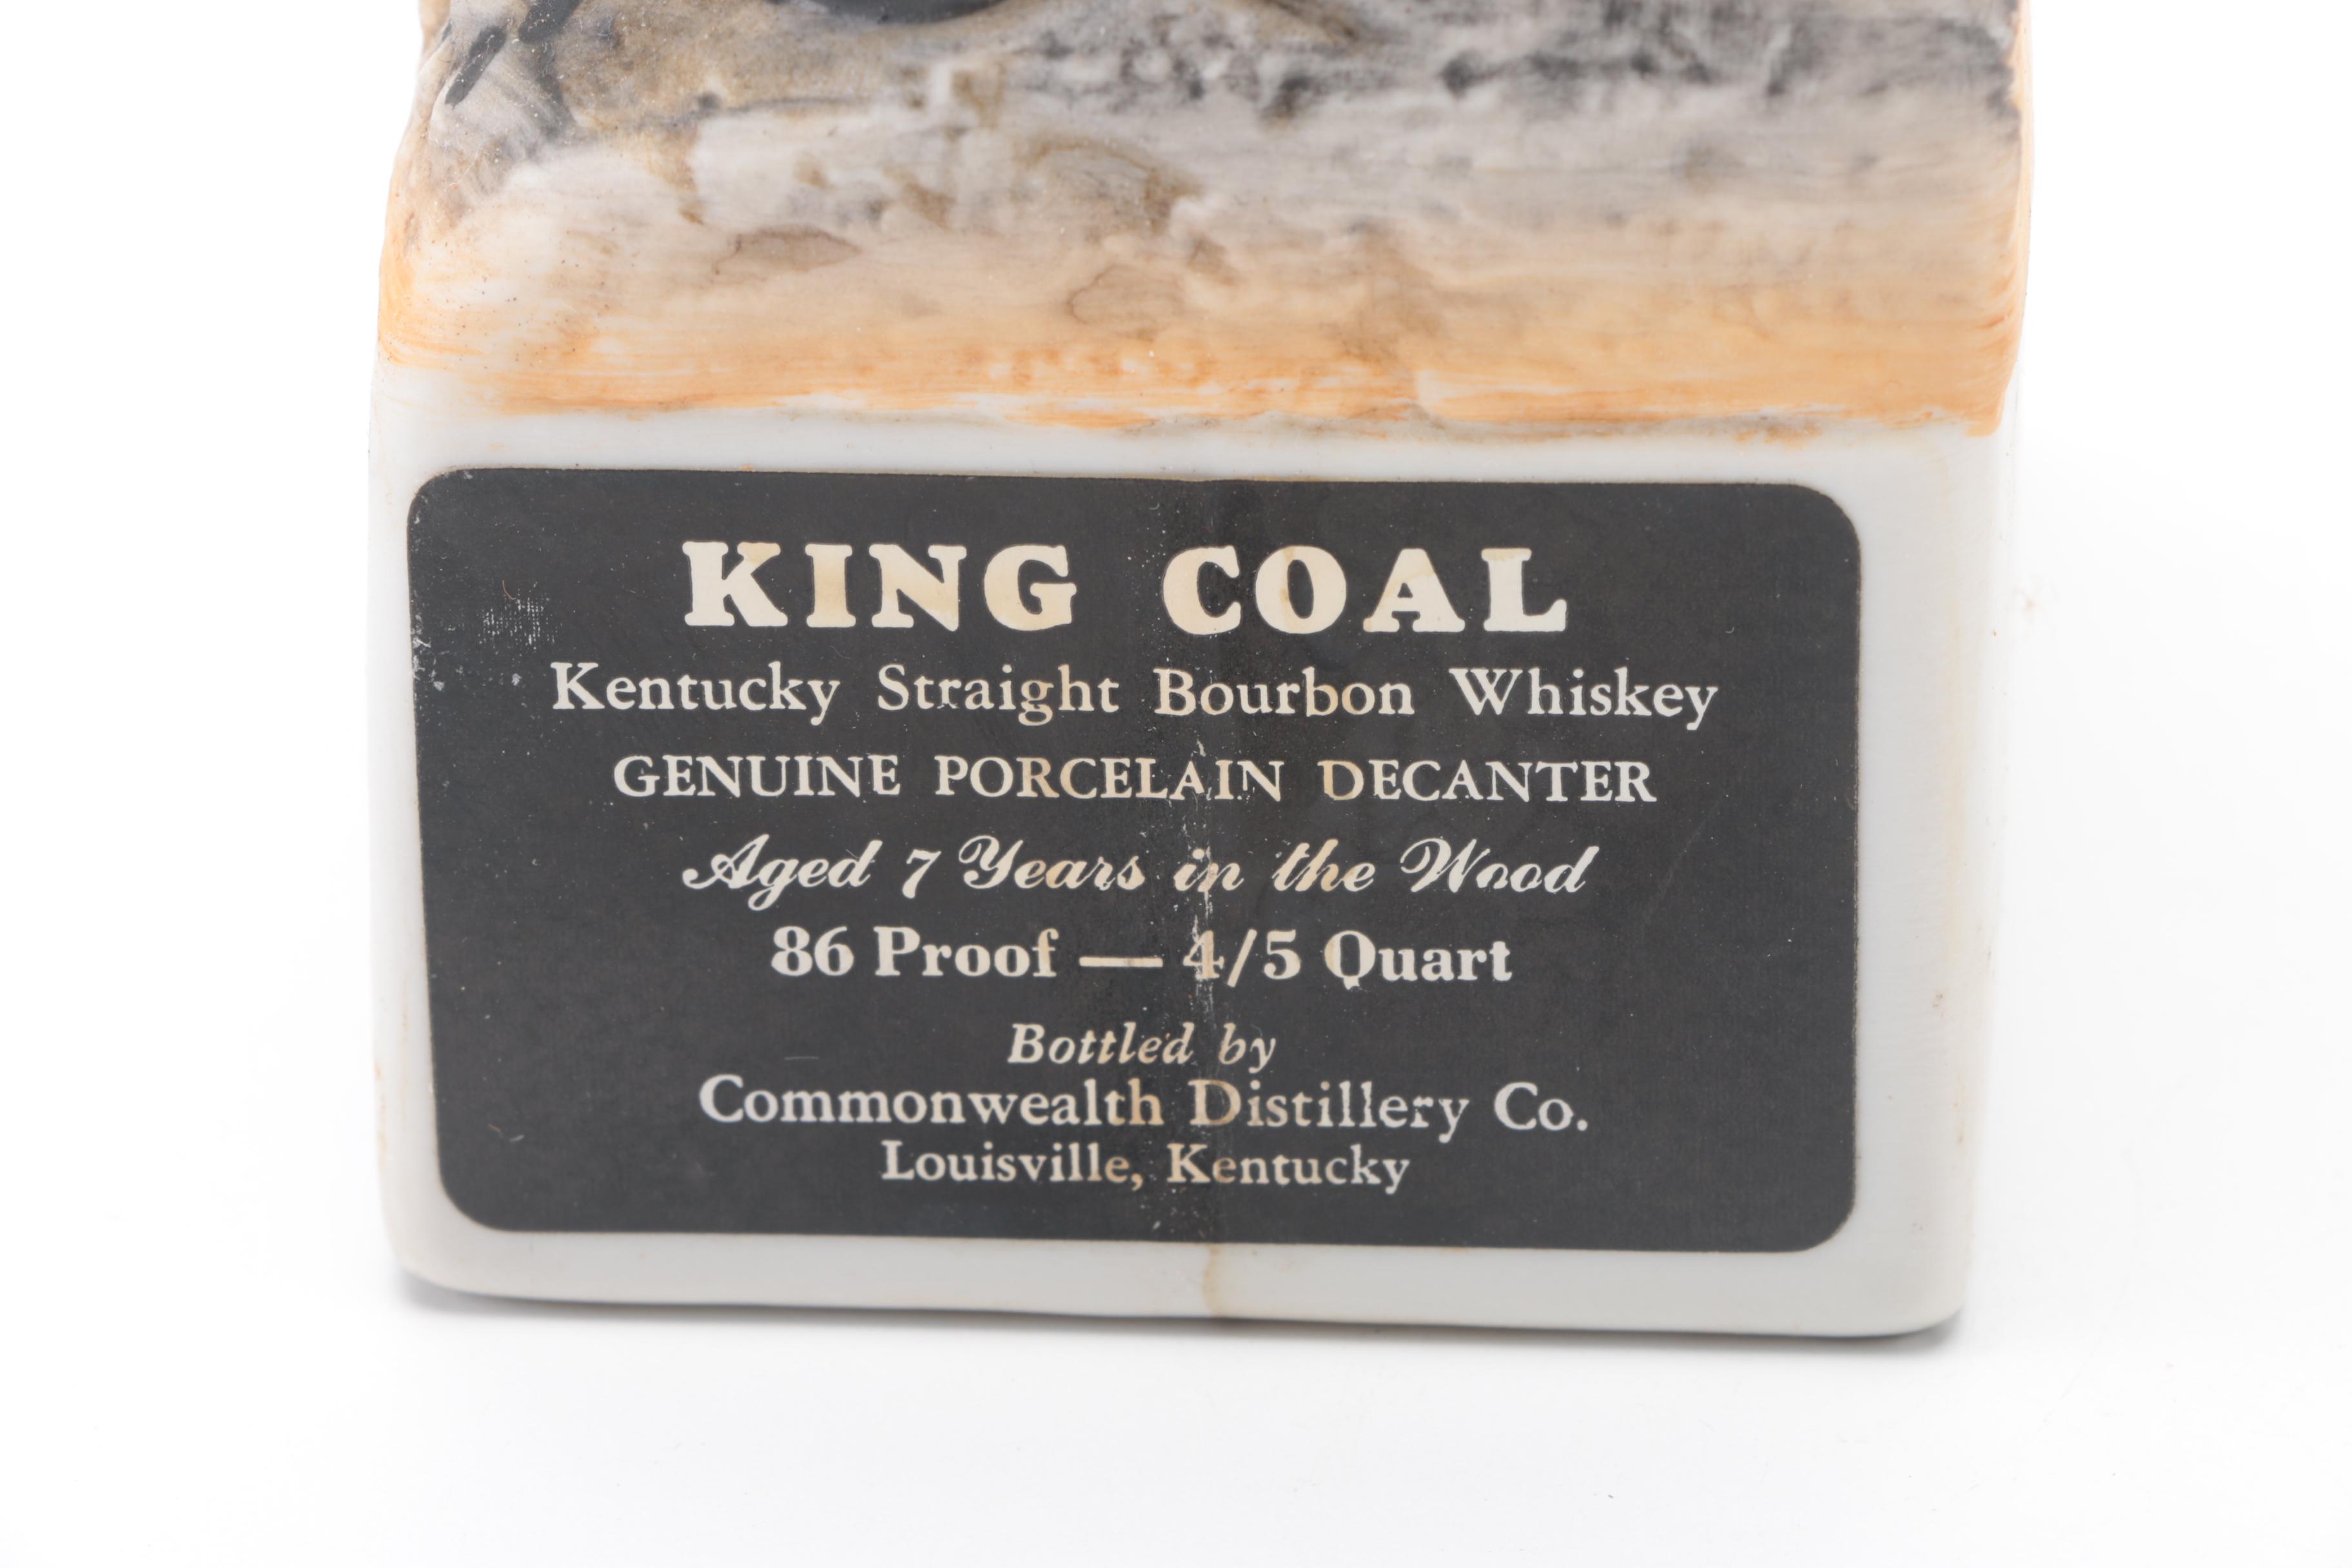 KING COAL
Kentucky Straight Bourbon Whiskey
GENUINE PORCELAIN DECANTER
Aged 7 Years in the Wood
86 Proof — 4/5 Quart
Bottled by
Commonwealth Distillery Co.
Louisville, Kentucky